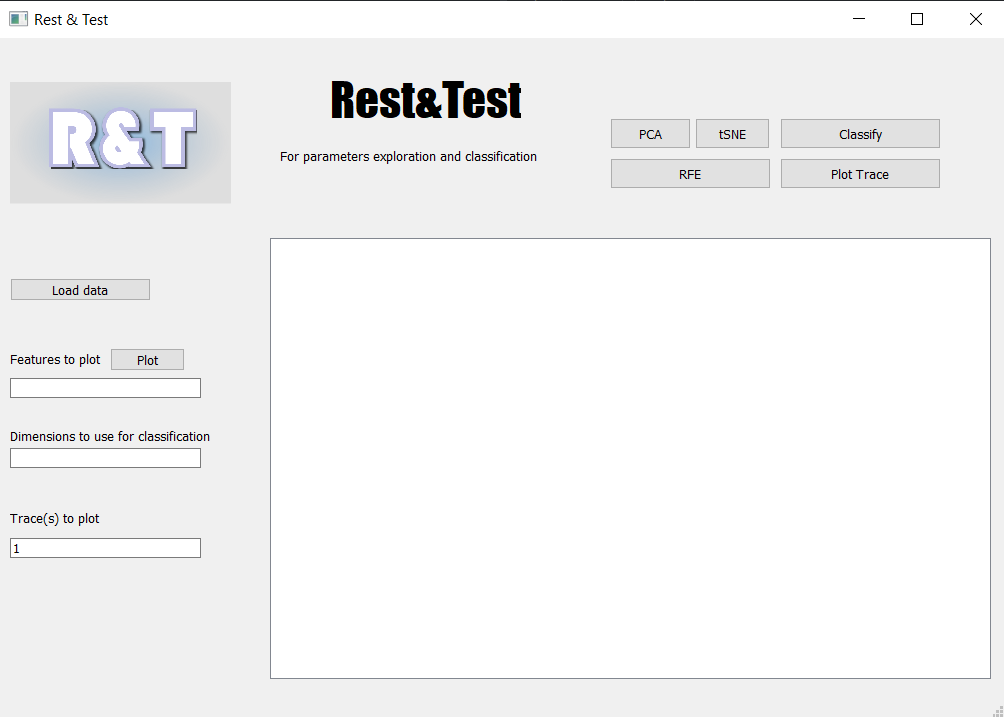 Rest & Test
R&T
Rest&Test
For parameters exploration and classification
PCA
tSNE
Classify
RFE
Plot Trace
Load data
Features to plot
Plot
Dimensions to use for classification
Trace(s) to plot
1